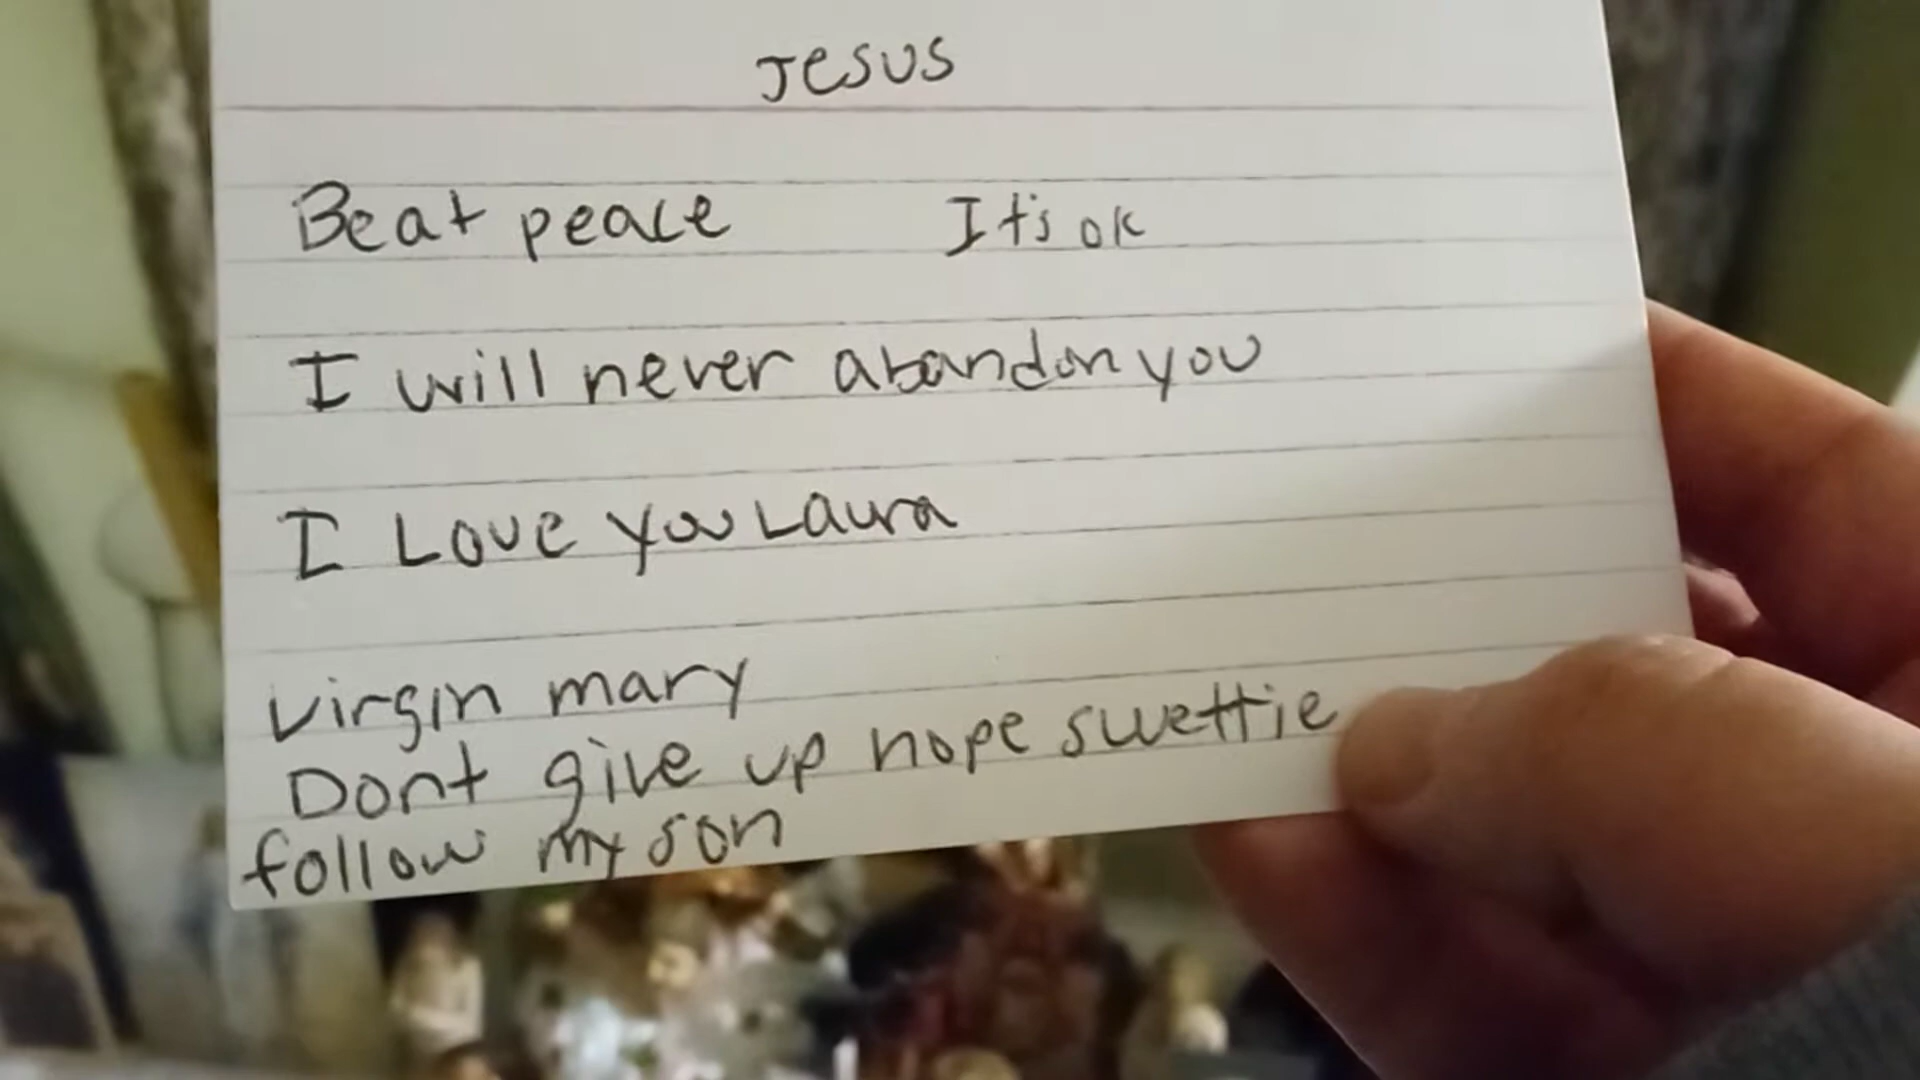 Jesus
Be at peace It's ok
I will never abandon you
I Love you Laura
Virgin mary
Dont give up hope swettie
follow my son